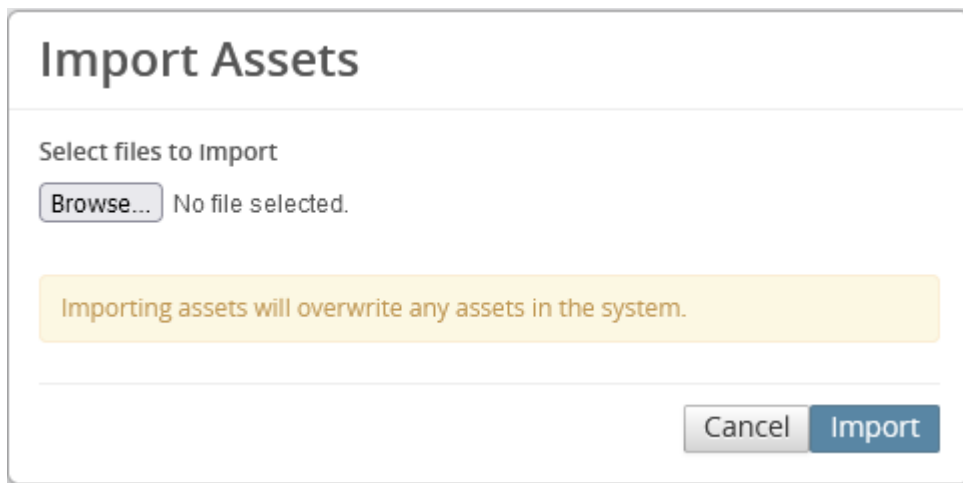 Import Assets
Select files to Import
Browse... No file selected.
Importing assets will overwrite any assets in the system.
Cancel Import